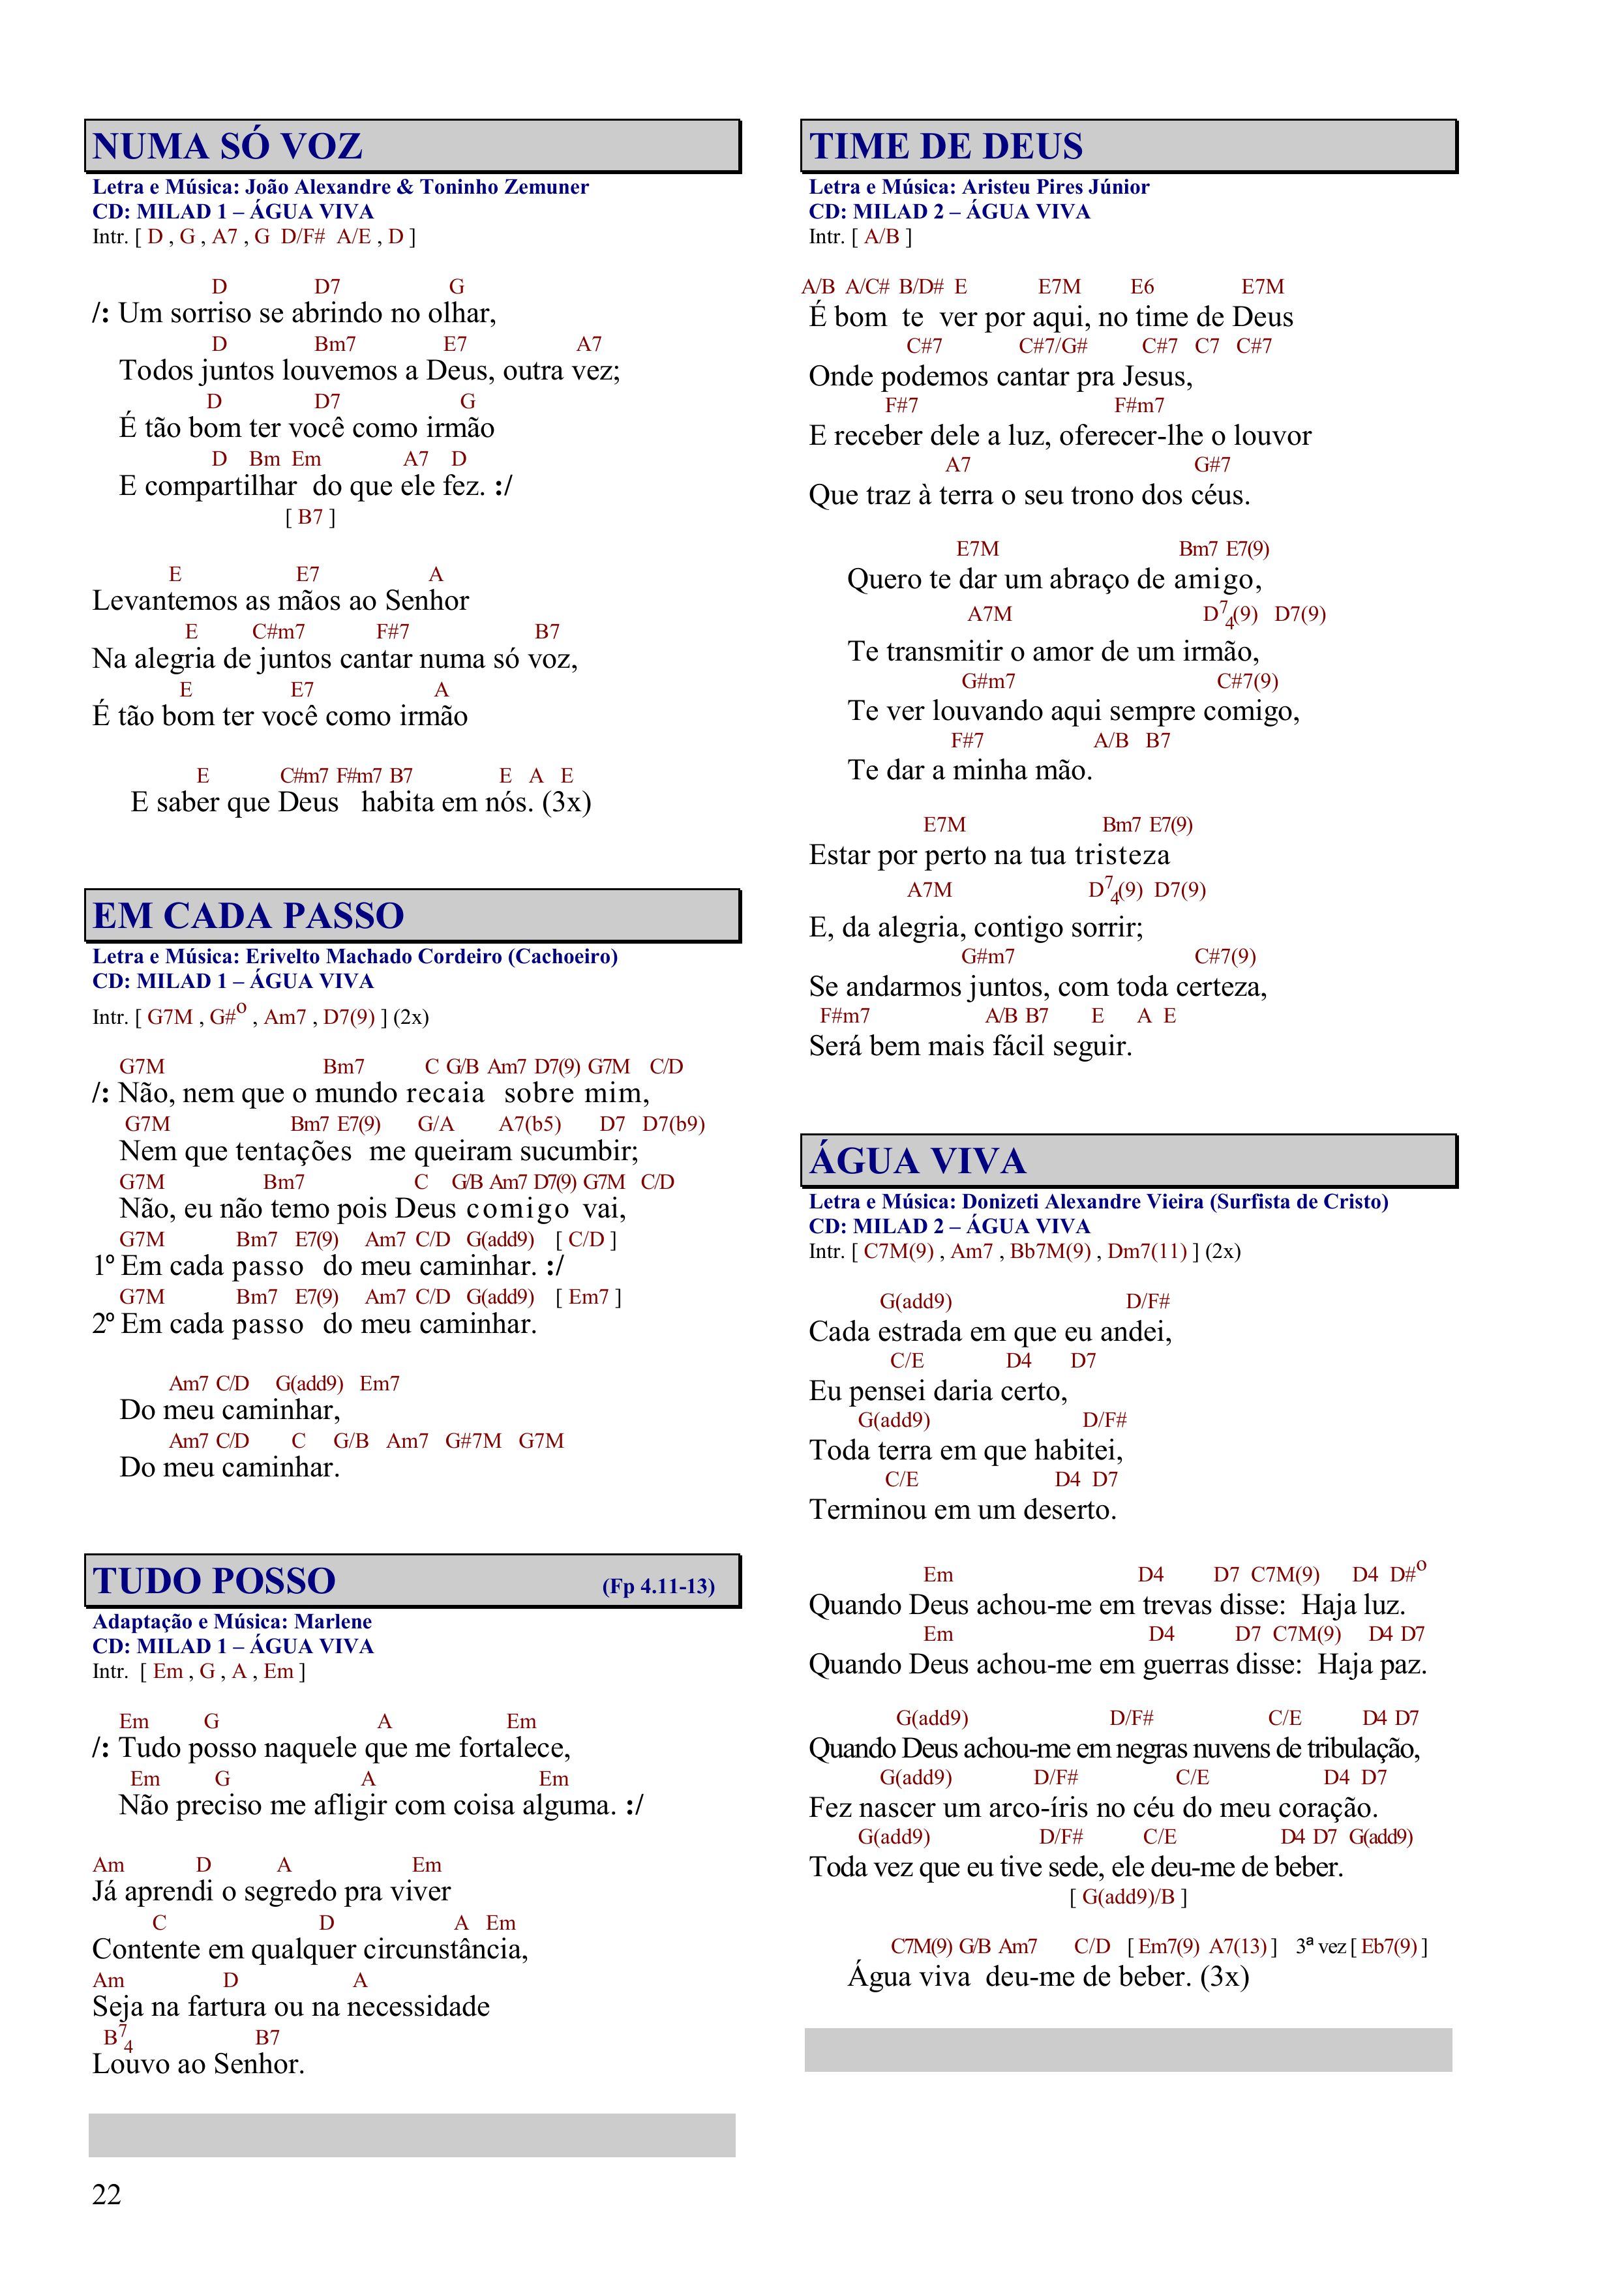 NUMA SÓ VOZ
Letra e Música: João Alexandre & Toninho Zemuner
CD: MILAD 1 – ÁGUA VIVA
Intr. [ D , G , A7 , G D/F# A/E , D ]
D D7 G
/: Um sorriso se abrindo no olhar,
D Bm7 E7 A7
Todos juntos louvemos a Deus, outra vez;
D D7 G
É tão bom ter você como irmão
D Bm Em A7 D
E compartilhar do que ele fez. :/
[ B7 ]
E E7 A
Levantemos as mãos ao Senhor
E C#m7 F#7 B7
Na alegria de juntos cantar numa só voz,
E E7 A
É tão bom ter você como irmão
E C#m7 F#m7 B7 E A E
E saber que Deus habita em nós. (3x)
EM CADA PASSO
Letra e Música: Erivelto Machado Cordeiro (Cachoeiro)
CD: MILAD 1 – ÁGUA VIVA
Intr. [ G7M , G#º , Am7 , D7(9) ] (2x)
G7M Bm7 C G/B Am7 D7(9) G7M C/D
/: Não, nem que o mundo recaia sobre mim,
G7M Bm7 E7(9) G/A A7(b5) D7 D7(b9)
Nem que tentações me queiram sucumbir;
G7M Bm7 C G/B Am7 D7(9) G7M C/D
Não, eu não temo pois Deus comigo vai,
G7M Bm7 E7(9) Am7 C/D G(add9) [ C/D ]
1º Em cada passo do meu caminhar. :/
G7M Bm7 E7(9) Am7 C/D G(add9) [ Em7 ]
2º Em cada passo do meu caminhar.
Am7 C/D G(add9) Em7
Do meu caminhar,
Am7 C/D C G/B Am7 G#7M G7M
Do meu caminhar.
TUDO POSSO (Fp 4.11-13)
Adaptação e Música: Marlene
CD: MILAD 1 – ÁGUA VIVA
Intr. [ Em , G , A , Em ]
Em G A Em
/: Tudo posso naquele que me fortalece,
Em G A Em
Não preciso me afligir com coisa alguma. :/
Am D A Em
Já aprendi o segredo pra viver
C D A Em
Contente em qualquer circunstância,
Am D A
Seja na fartura ou na necessidade
B74 B7
Louvo ao Senhor.
22
TIME DE DEUS
Letra e Música: Aristeu Pires Júnior
CD: MILAD 2 – ÁGUA VIVA
Intr. [ A/B ]
A/B A/C# B/D# E E7M E6 E7M
É bom te ver por aqui, no time de Deus
C#7 C#7/G# C#7 C7 C#7
Onde podemos cantar pra Jesus,
F#7 F#m7
E receber dele a luz, oferecer-lhe o louvor
A7 G#7
Que traz à terra o seu trono dos céus.
E7M Bm7 E7(9)
Quero te dar um abraço de amigo,
A7M D74(9) D7(9)
Te transmitir o amor de um irmão,
G#m7 C#7(9)
Te ver louvando aqui sempre comigo,
F#7 A/B B7
Te dar a minha mão.
E7M Bm7 E7(9)
Estar por perto na tua tristeza
A7M D74(9) D7(9)
E, da alegria, contigo sorrir;
G#m7 C#7(9)
Se andarmos juntos, com toda certeza,
F#m7 A/B B7 E A E
Será bem mais fácil seguir.
ÁGUA VIVA
Letra e Música: Donizeti Alexandre Vieira (Surfista de Cristo)
CD: MILAD 2 – ÁGUA VIVA
Intr. [ C7M(9) , Am7 , Bb7M(9) , Dm7(11) ] (2x)
G(add9) D/F#
Cada estrada em que eu andei,
C/E D4 D7
Eu pensei daria certo,
G(add9) D/F#
Toda terra em que habitei,
C/E D4 D7
Terminou em um deserto.
Em D4 D7 C7M(9) D4 D#º
Quando Deus achou-me em trevas disse: Haja luz.
Em D4 D7 C7M(9) D4 D7
Quando Deus achou-me em guerras disse: Haja paz.
G(add9) D/F# C/E D4 D7
Quando Deus achou-me em negras nuvens de tribulação,
G(add9) D/F# C/E D4 D7
Fez nascer um arco-íris no céu do meu coração.
G(add9) D/F# C/E D4 D7 G(add9)
Toda vez que eu tive sede, ele deu-me de beber.
[ G(add9)/B ]
C7M(9) G/B Am7 C/D [ Em7(9) A7(13) ] 3ª vez [ Eb7(9) ]
Água viva deu-me de beber. (3x)